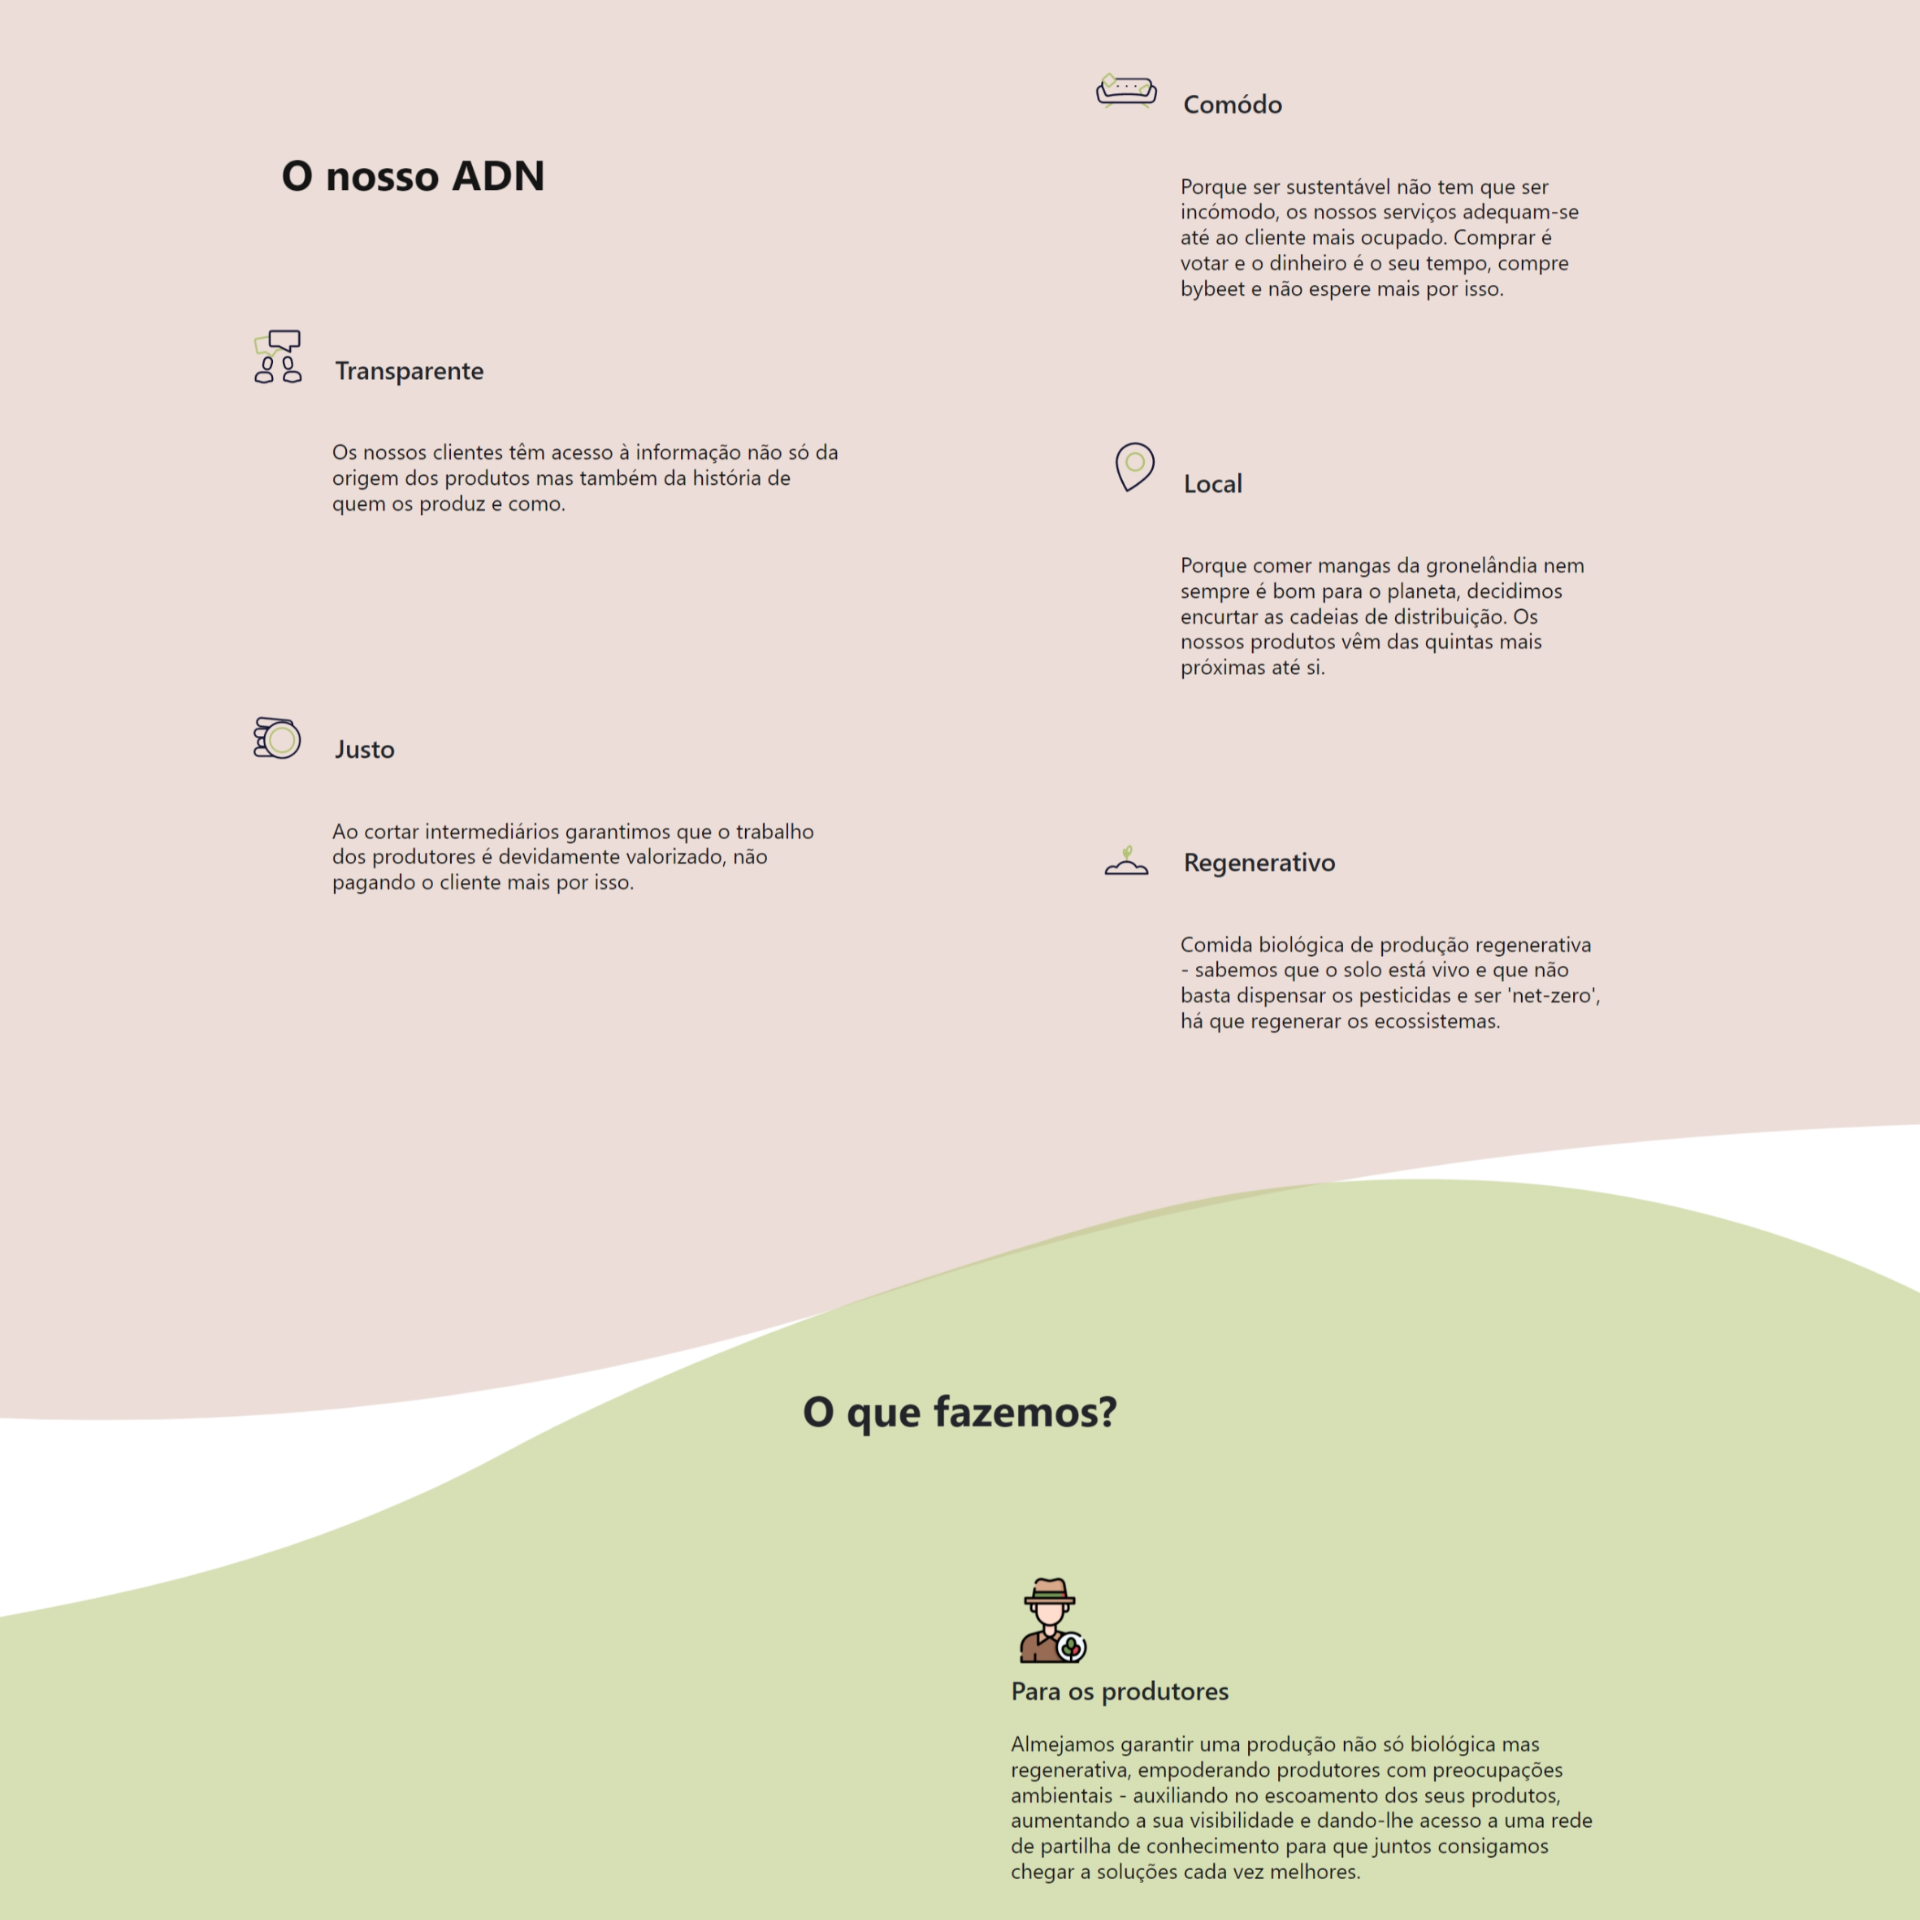 O nosso ADN
Transparente
Os nossos clientes têm acesso à informação não só da
origem dos produtos mas também da história de
quem os produz e como.
Justo
Ao cortar intermediários garantimos que o trabalho
dos produtores é devidamente valorizado, não
pagando o cliente mais por isso.
Comódo
Porque ser sustentável não tem que ser
incómodo, os nossos serviços adequam-se
até ao cliente mais ocupado. Comprar é
votar e o dinheiro é o seu tempo, compre
bybeet e não espere mais por isso.
Local
Porque comer mangas da gronelândia nem
sempre é bom para o planeta, decidimos
encurtar as cadeias de distribuição. Os
nossos produtos vêm das quintas mais
próximas até si.
Regenerativo
Comida biológica de produção regenerativa
- sabemos que o solo está vivo e que não
basta dispensar os pesticidas e ser 'net-zero',
há que regenerar os ecossistemas.
O que fazemos?
Para os produtores
Almejamos garantir uma produção não só biológica mas
regenerativa, empoderando produtores com preocupações
ambientais - auxiliando no escoamento dos seus produtos,
aumentando a sua visibilidade e dando-lhe acesso a uma rede
de partilha de conhecimento para que juntos consigamos
chegar a soluções cada vez melhores.